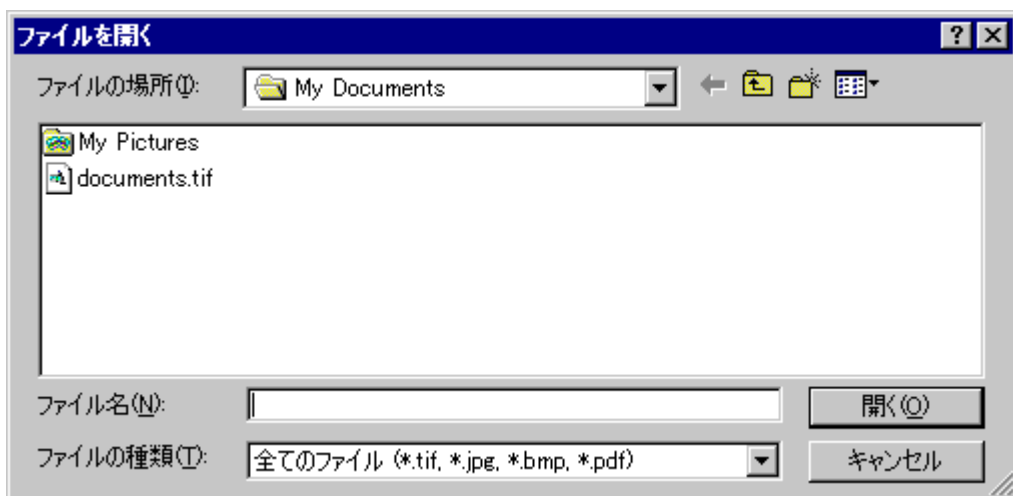 ファイルを開く
ファイルの場所(I): My Documents
My Pictures
documents.tif
ファイル名(N): 開く(O)
ファイルの種類(T): 全てのファイル (*.tif, *.jpg, *.bmp, *.pdf) キャンセル